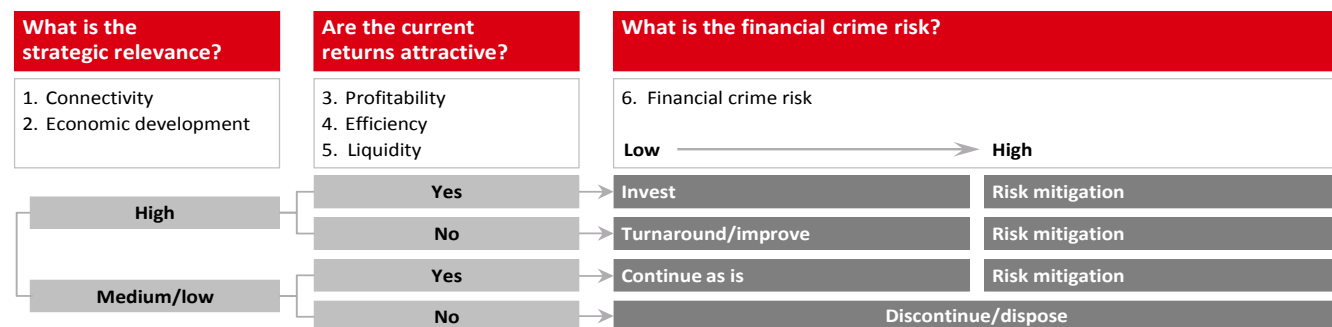 What is the
strategic relevance?
Are the current
returns attractive?
What is the financial crime risk?
1. Connectivity
2. Economic development
3. Profitability
4. Efficiency
5. Liquidity
6. Financial crime risk
Low
High
High
Yes
Invest
Risk mitigation
No
Turnaround/improve
Risk mitigation
Medium/low
Yes
Continue as is
Risk mitigation
No
Discontinue/dispose